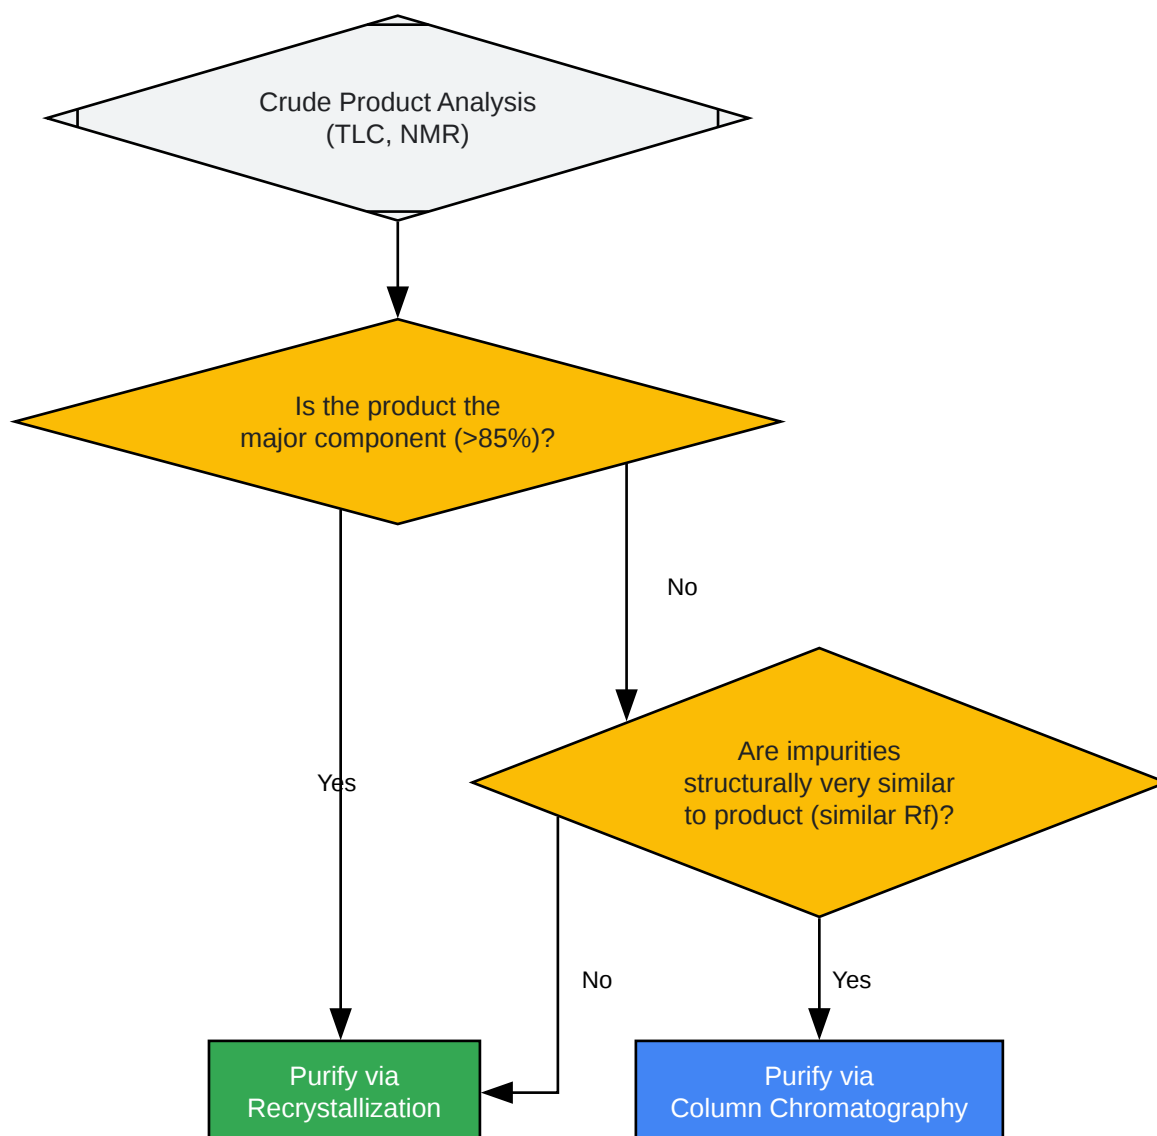 Crude Product Analysis
(TLC, NMR)
Is the product the
major component (>85%)?
No
Are impurities
structurally very similar
to product (similar Rf)?
Yes
No
Yes
Purify via
Recrystallization
Purify via
Column Chromatography